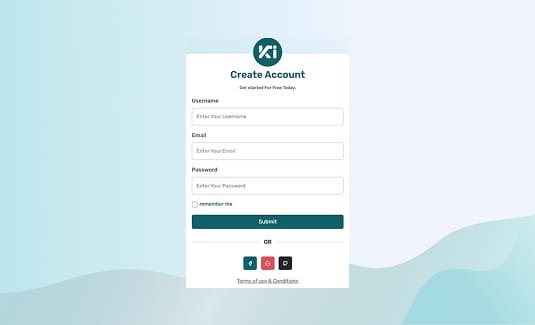 Ki
Create Account
Get started For Free Today.
Username
Enter Your Username
Email
Enter Your Email
Password
Enter Your Password
remember me
Submit
OR
G
Terms of use & Conditions